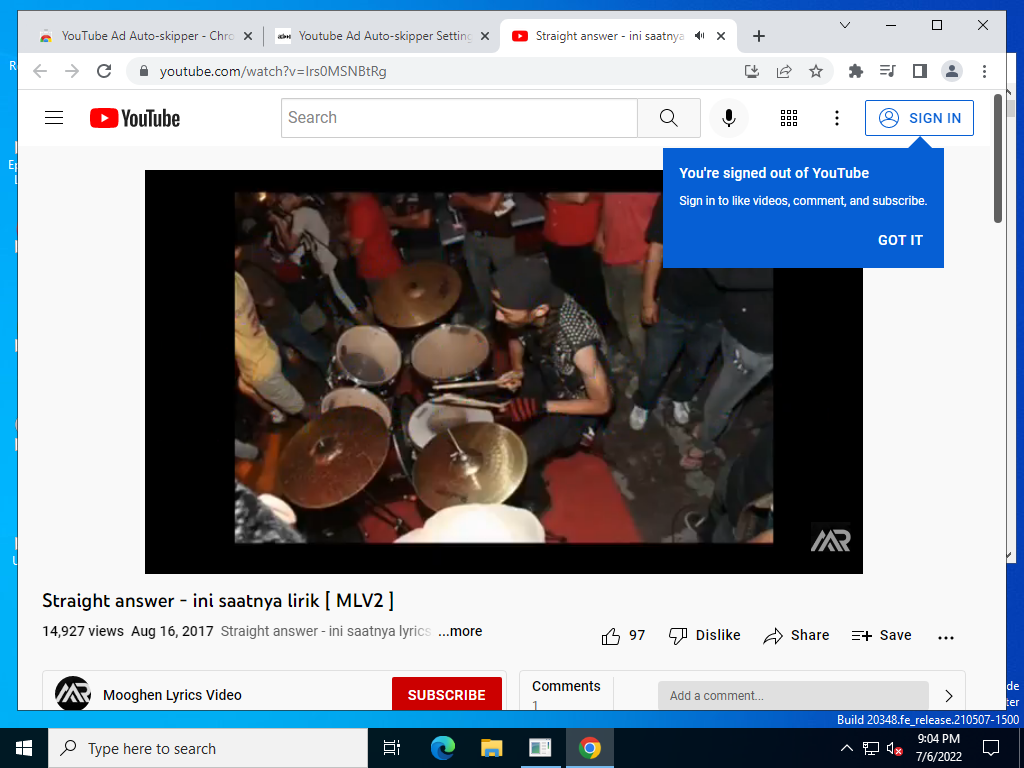 YouTube Ad Auto-skipper - Chro
Youtube Ad Auto-skipper Setting
Straight answer - ini saatnya
youtube.com/watch?v=Irs0MSNBtRg
YouTube
Search
SIGN IN
You're signed out of YouTube
Sign in to like videos, comment, and subscribe.
GOT IT
Straight answer - ini saatnya lirik [ MLV2 ]
14,927 views Aug 16, 2017 Straight answer - ini saatnya lyrics ...more
97
Dislike
Share
Save
Mooghen Lyrics Video
SUBSCRIBE
Comments
1
Add a comment...
Build 20348.fe_release.210507-1500
Type here to search
9:04 PM
7/6/2022